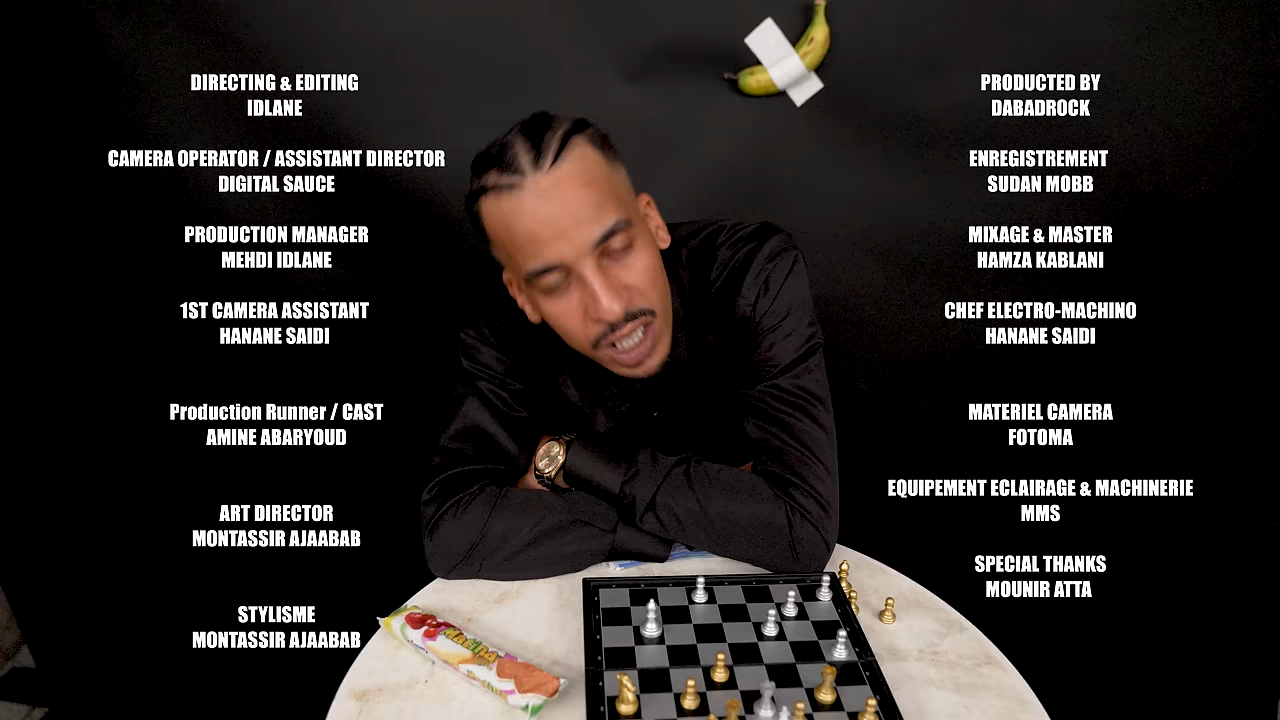 DIRECTING & EDITING
IDLANE
CAMERA OPERATOR / ASSISTANT DIRECTOR
DIGITAL SAUCE
PRODUCTION MANAGER
MEHDI IDLANE
1ST CAMERA ASSISTANT
HANANE SAIDI
Production Runner / CAST
AMINE ABARYOUD
ART DIRECTOR
MONTASSIR AJAABAB
STYLISME
MONTASSIR AJAABAB
PRODUCTED BY
DABADROCK
ENREGISTREMENT
SUDAN MOBB
MIXAGE & MASTER
HAMZA KABLANI
CHEF ELECTRO-MACHINO
HANANE SAIDI
MATERIEL CAMERA
FOTOMA
EQUIPEMENT ECLAIRAGE & MACHINERIE
MMS
SPECIAL THANKS
MOUNIR ATTA